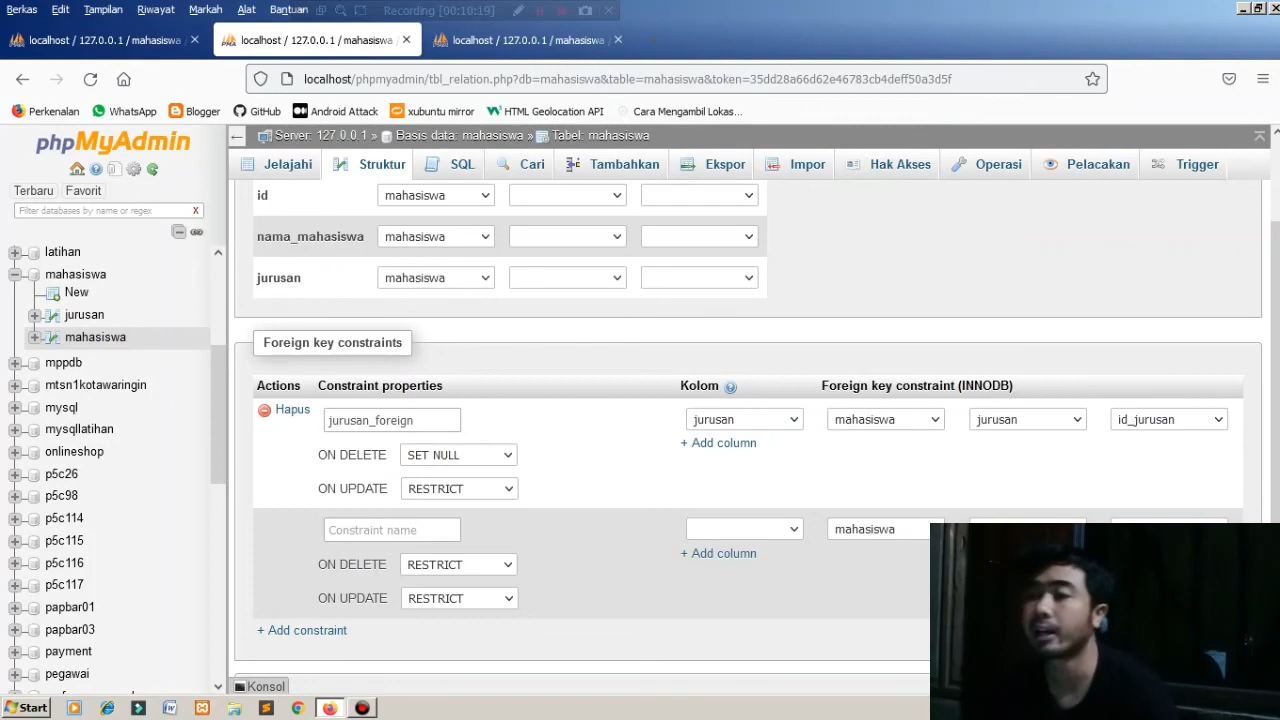 Berkas Edit Tampilan Riwayat Markah Alat Bantuan Recording [00:10:19]
localhost / 127.0.0.1 / mahasiswa localhost / 127.0.0.1 / mahasiswa localhost / 127.0.0.1 / mahasiswa
localhost/phpmyadmin/tbl_relation.php?db=mahasiswa&table=mahasiswa&token=35dd28a66d62e46783cb4deff50a3d5f
Perkenalan WhatsApp Blogger GitHub Android Attack xubuntu mirror HTML Geolocation API Cara Mengambil Lokas...
phpMyAdmin
Terbaru Favorit
Filter databases by name or regex X
latihan
mahasiswa
New
jurusan
mahasiswa
mppdb
mtsn1kotawaringin
mysql
mysqllatihan
onlineshop
p5c26
p5c98
p5c114
p5c115
p5c116
p5c117
papbar01
papbar03
payment
pegawai
Server: 127.0.0.1 » Basis data: mahasiswa » Tabel: mahasiswa
Jelajahi Struktur SQL Cari Tambahkan Ekspor Impor Hak Akses Operasi Pelacakan Trigger
id mahasiswa
nama_mahasiswa mahasiswa
jurusan mahasiswa
Foreign key constraints
Actions Constraint properties Kolom Foreign key constraint (INNODB)
Hapus jurusan_foreign jurusan mahasiswa jurusan id_jurusan
+ Add column
ON DELETE SET NULL
ON UPDATE RESTRICT
Constraint name mahasiswa
+ Add column
ON DELETE RESTRICT
ON UPDATE RESTRICT
+ Add constraint
Konsol
Start